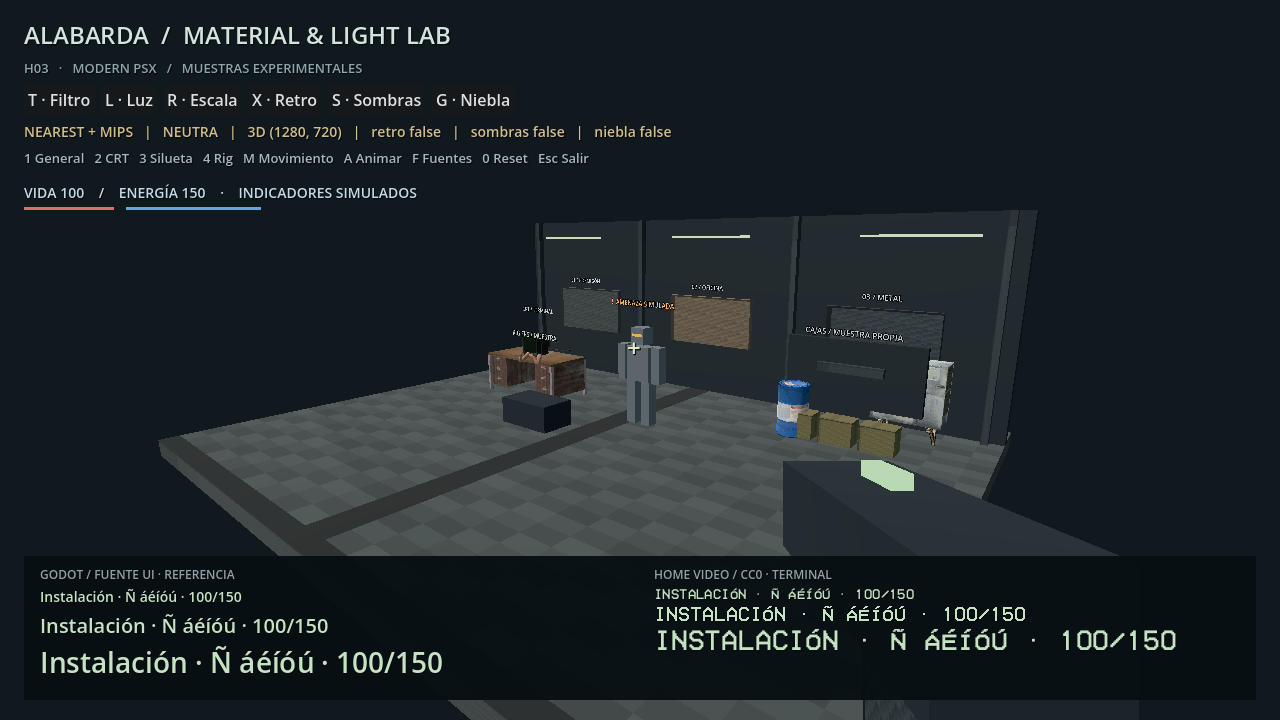 ALABARDA / MATERIAL & LIGHT LAB
H03 · MODERN PSX / MUESTRAS EXPERIMENTALES
T · Filtro L · Luz R · Escala X · Retro S · Sombras G · Niebla
NEAREST + MIPS | NEUTRA | 3D (1280, 720) | retro false | sombras false | niebla false
1 General 2 CRT 3 Silueta 4 Rig M Movimiento A Animar F Fuentes 0 Reset Esc Salir
VIDA 100 / ENERGÍA 150 · INDICADORES SIMULADOS
03 / METAL
CAJAS / MUESTRA PROPIA
GODOT / FUENTE UI · REFERENCIA
Instalación · Ñ áéíóú · 100/150
Instalación · Ñ áéíóú · 100/150
Instalación · Ñ áéíóú · 100/150
HOME VIDEO / CC0 · TERMINAL
INSTALACIóN · Ñ ÁÉÍÓÚ · 100/150
INSTALACIóN · Ñ ÁÉÍÓÚ · 100/150
INSTALACIóN · Ñ ÁÉÍÓÚ · 100/150